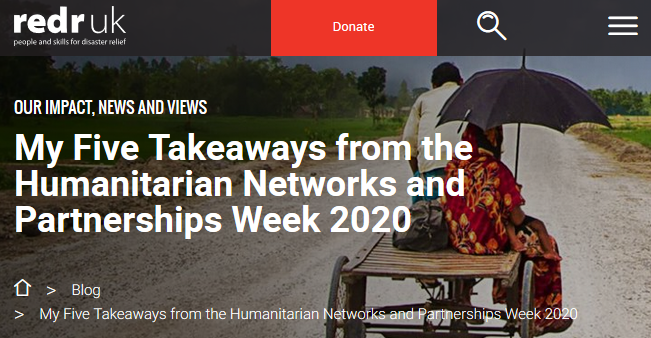 redr uk
people and skills for disaster relief
Donate
OUR IMPACT, NEWS AND VIEWS
My Five Takeaways from the
Humanitarian Networks and
Partnerships Week 2020
> Blog
> My Five Takeaways from the Humanitarian Networks and Partnerships Week 2020